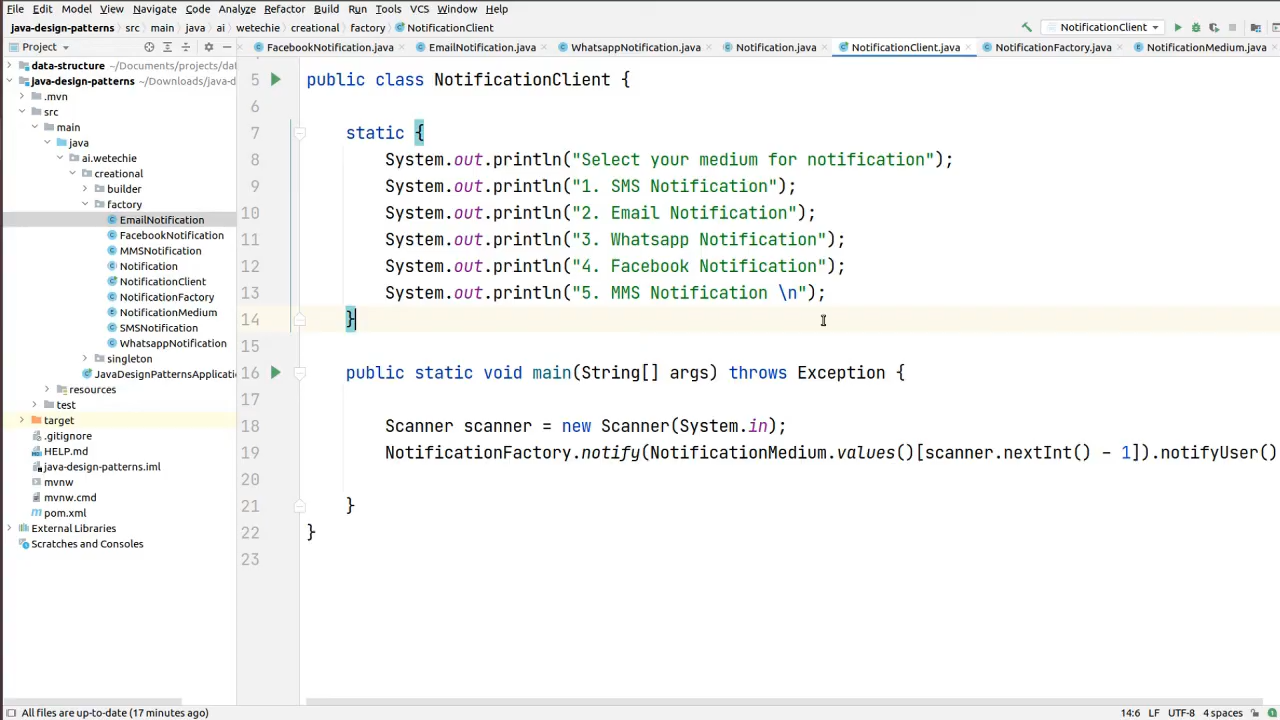 File Edit Model Wetechie View Navigate Code Analyze Refactor Build Run Tools VCS Window Help
java-design-patterns src main java ai wetechie creational factory NotificationClient NotificationClient
Project FacebookNotification.java EmailNotification.java WhatsappNotification.java Notification.java NotificationClient.java NotificationFactory.java NotificationMedium.java
data-structure ~/Documents/projects/dat
java-design-patterns ~/Downloads/java-d
.mvn
src
main
java
ai.wetechie
creational
builder
factory
EmailNotification
FacebookNotification
MMSNotification
Notification
NotificationClient
NotificationFactory
NotificationMedium
SMSNotification
WhatsappNotification
singleton
JavaDesignPatternsApplicati
resources
test
target
.gitignore
HELP.md
java-design-patterns.iml
mvnw
mvnw.cmd
pom.xml
External Libraries
Scratches and Consoles
5 public class NotificationClient {
6
7 static {
8 System.out.println("Select your medium for notification");
9 System.out.println("1. SMS Notification");
10 System.out.println("2. Email Notification");
11 System.out.println("3. Whatsapp Notification");
12 System.out.println("4. Facebook Notification");
13 System.out.println("5. MMS Notification \n");
14 }
15
16 public static void main(String[] args) throws Exception {
17
18 Scanner scanner = new Scanner(System.in);
19 NotificationFactory.notify(NotificationMedium.values()[scanner.nextInt() - 1]).notifyUser()
20
21 }
22 }
23
All files are up-to-date (17 minutes ago) 14:6 LF UTF-8 4 spaces